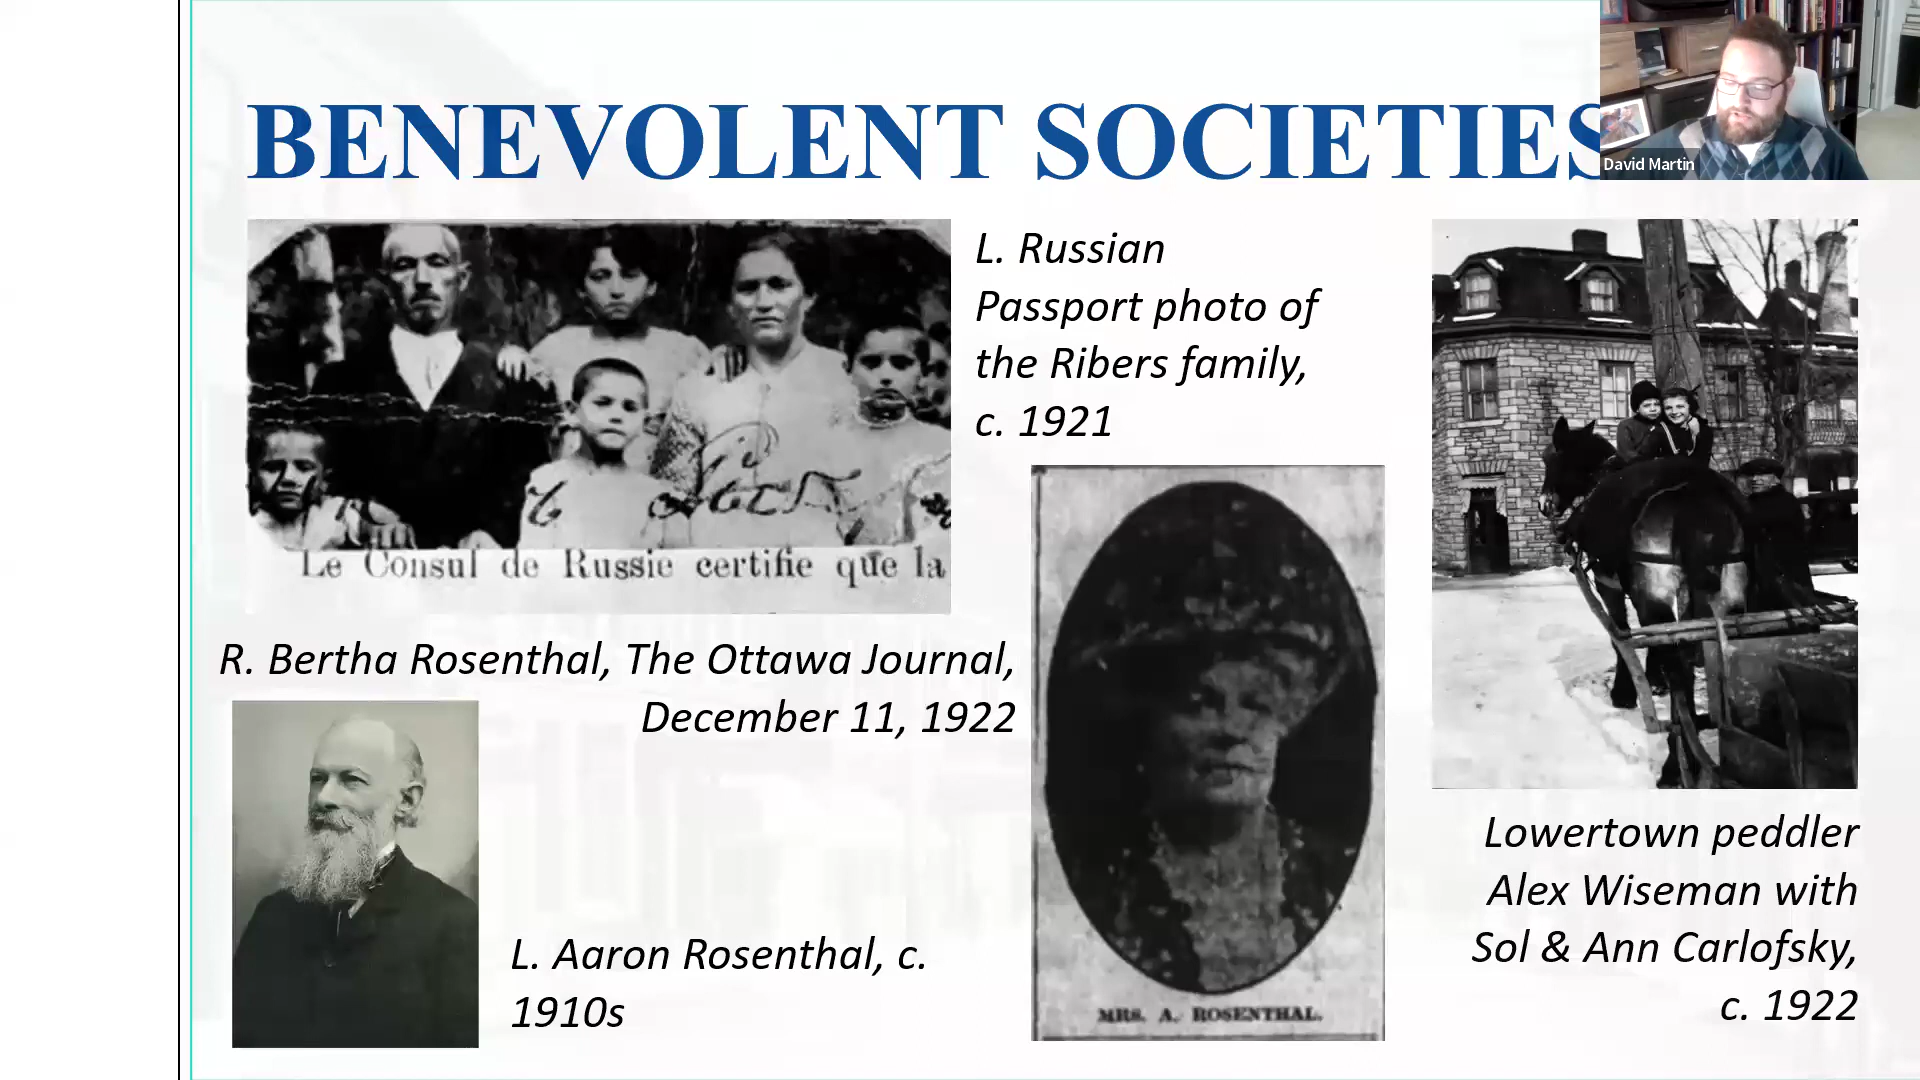 BENEVOLENT SOCIETIES
David Martin
L. Russian
Passport photo of
the Ribers family,
c. 1921
Le Consul de Russie certifie que la
R. Bertha Rosenthal, The Ottawa Journal,
December 11, 1922
L. Aaron Rosenthal, c.
1910s
MRS. A. ROSENTHAL.
Lowertown peddler
Alex Wiseman with
Sol & Ann Carlofsky,
c. 1922